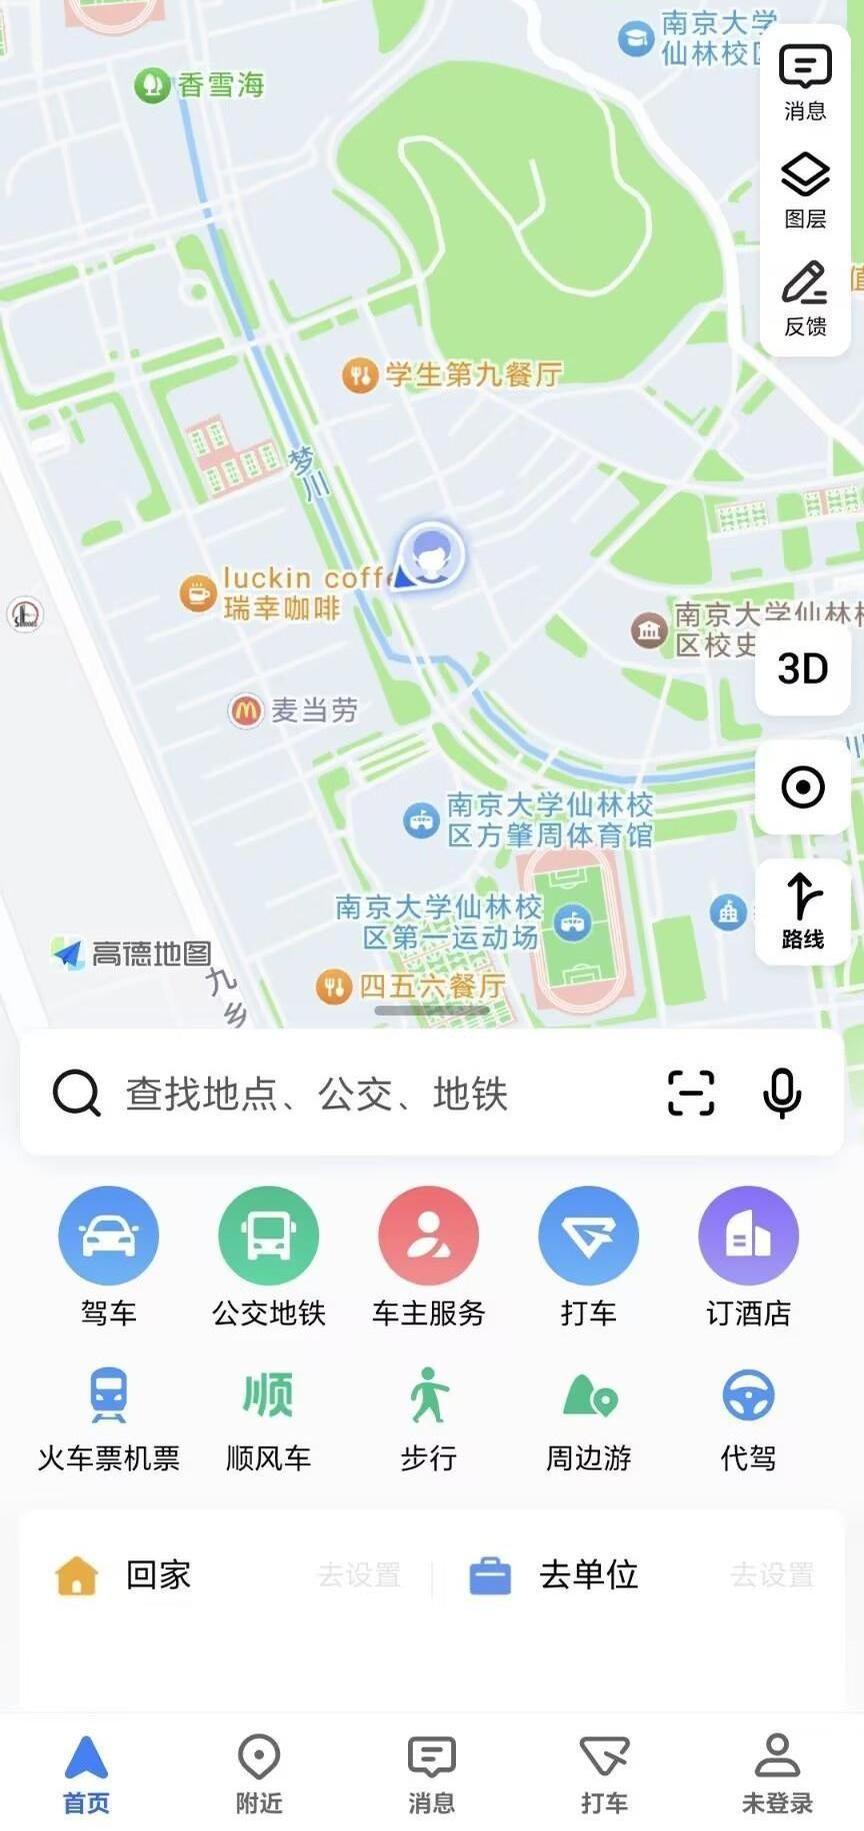 南京大学
仙林校区
香雪海
消息
图层
反馈
学生第九餐厅
梦川
luckin coffe
瑞幸咖啡
南京大学仙林校
区校史
3D
麦当劳
南京大学仙林校
区方肇周体育馆
南京大学仙林校
区第一运动场
路线
高德地图
九乡
四五六餐厅
查找地点、公交、地铁
驾车
公交地铁
车主服务
打车
订酒店
顺
火车票机票
顺风车
步行
周边游
代驾
回家
去设置
去单位
去设置
首页
附近
消息
打车
未登录